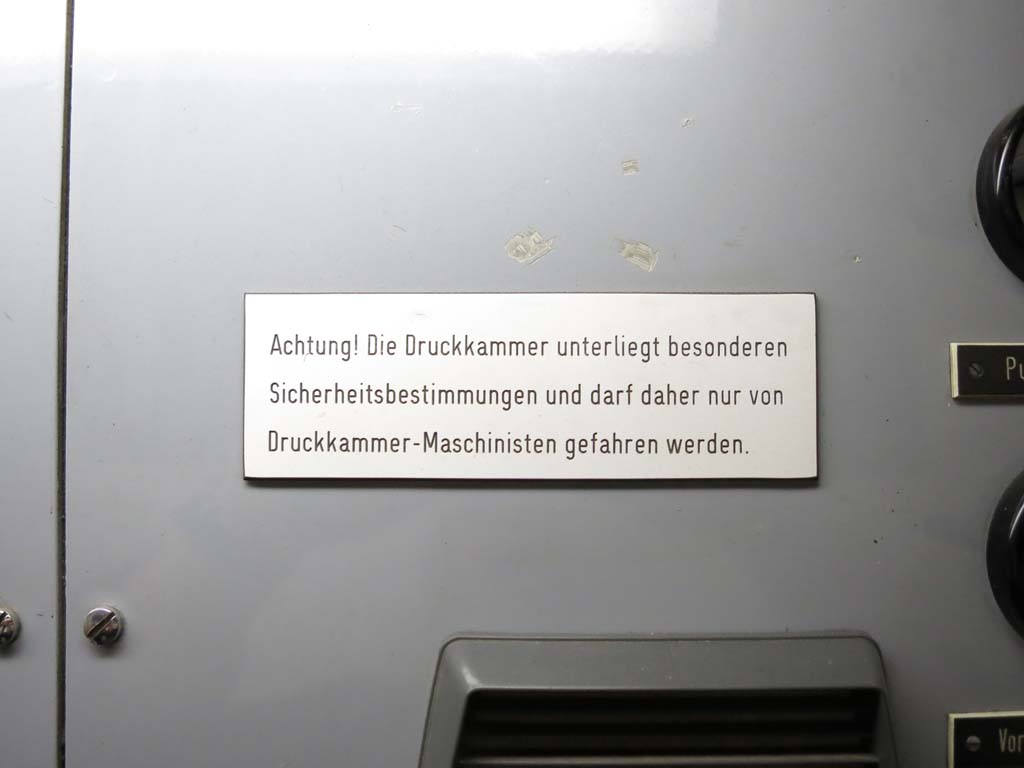 Achtung! Die Druckkammer unterliegt besonderen
Sicherheitsbestimmungen und darf daher nur von
Druckkammer-Maschinisten gefahren werden.